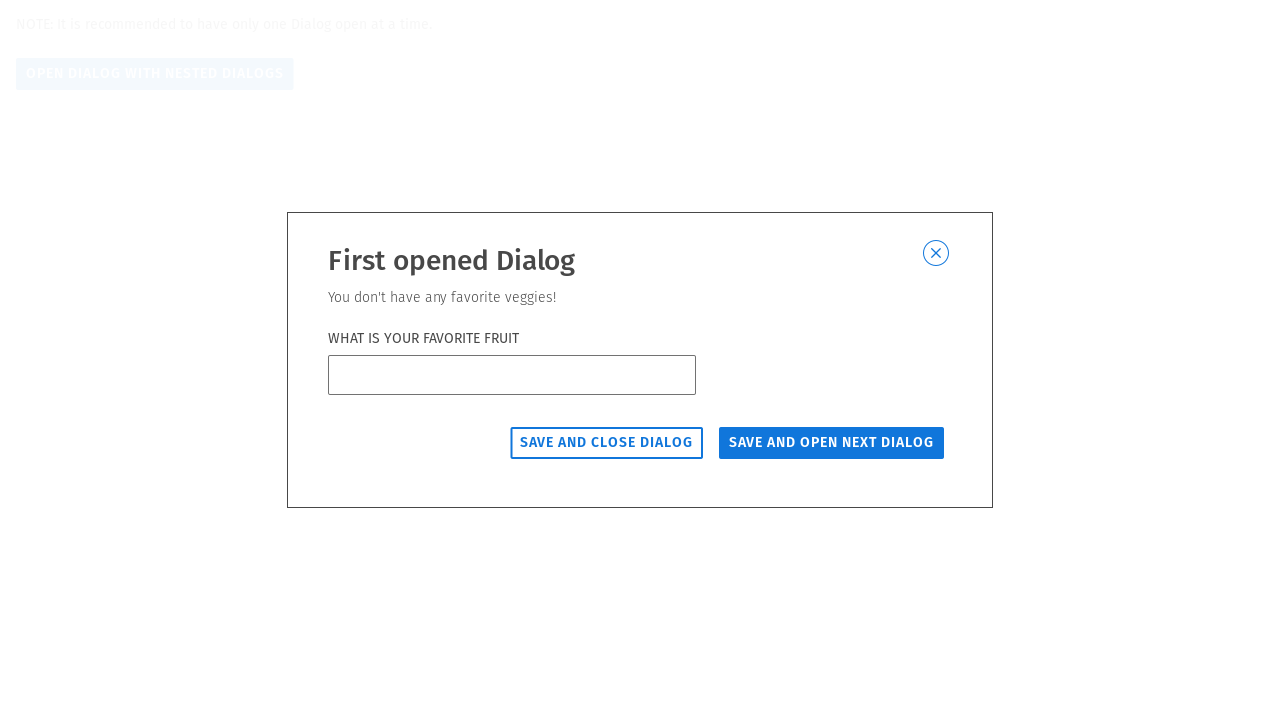 NOTE: It is recommended to have only one Dialog open at a time.
OPEN DIALOG WITH NESTED DIALOGS
First opened Dialog
You don't have any favorite veggies!
WHAT IS YOUR FAVORITE FRUIT
SAVE AND CLOSE DIALOG
SAVE AND OPEN NEXT DIALOG